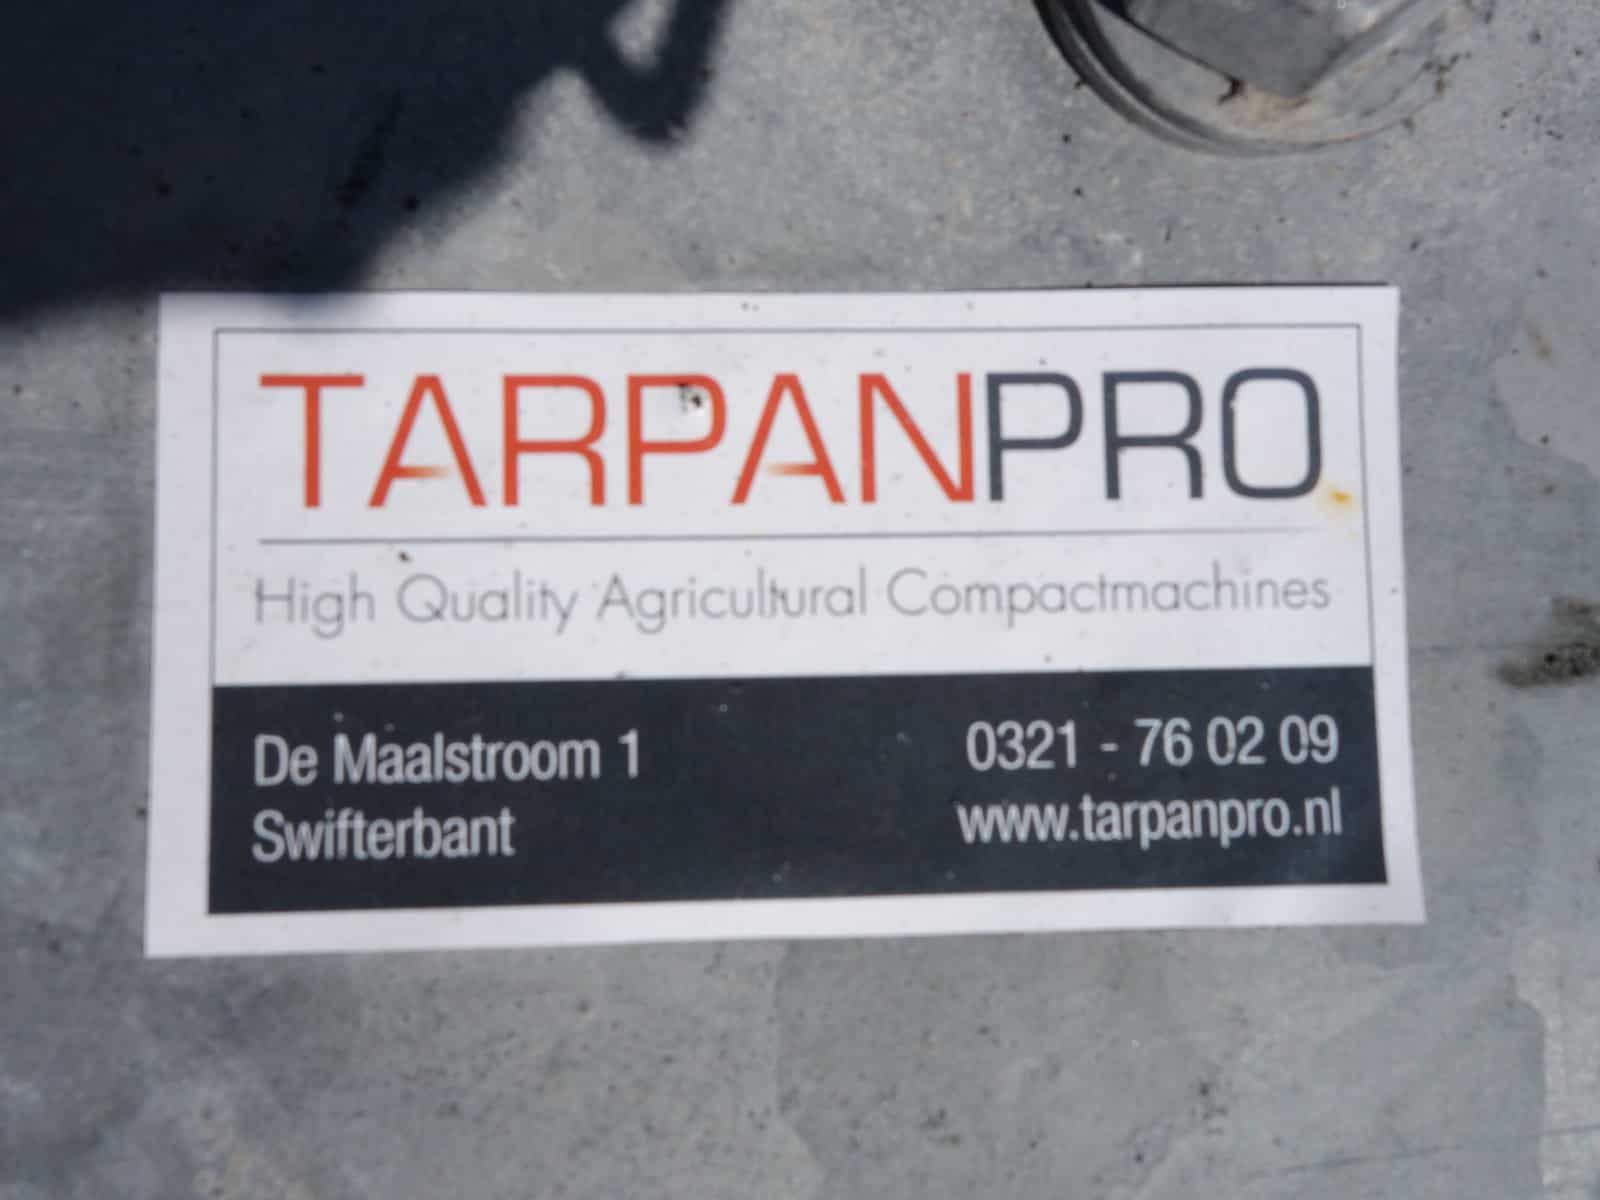 TARPANPRO
High Quality Agricultural Compactmachines
De Maalstroom 1
Swifterbant
0321 - 76 02 09
www.tarpanpro.nl